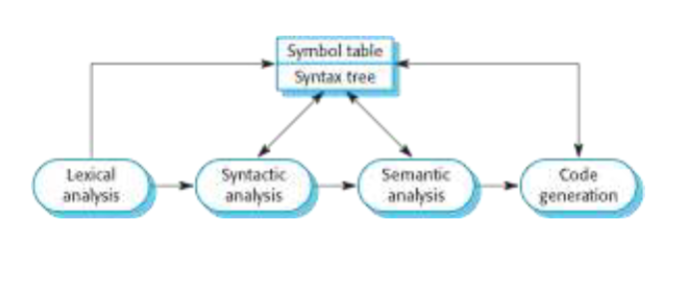 Symbol table
Syntax tree
Lexical
analysis
Syntactic
analysis
Semantic
analysis
Code
generation